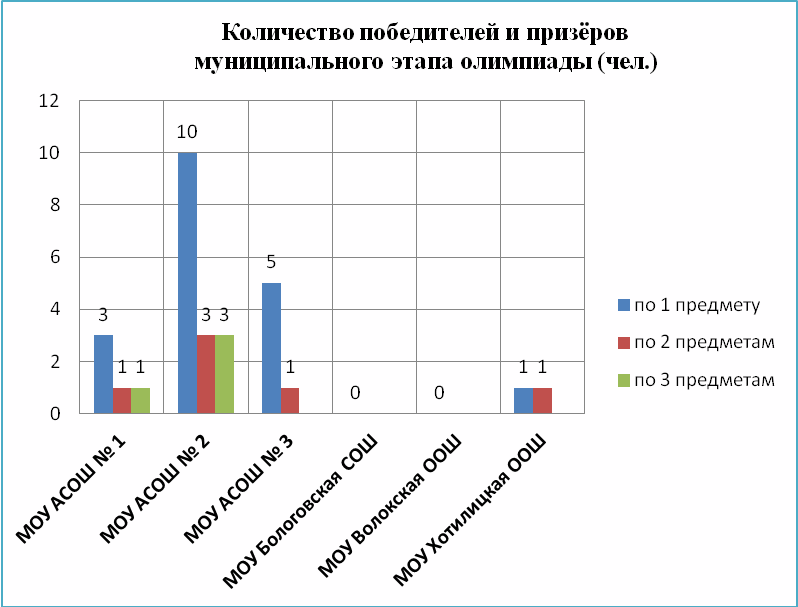 Количество победителей и призёров
муниципального этапа олимпиады (чел.)
12
10
8
6
4
2
0
3
1
1
10
3
3
5
1
0
0
1
1
МОУ АСОШ № 1
МОУ АСОШ № 2
МОУ АСОШ № 3
МОУ Бологовская СОШ
МОУ Волокская ООШ
МОУ Хотилицкая ООШ
по 1 предмету
по 2 предметам
по 3 предметам